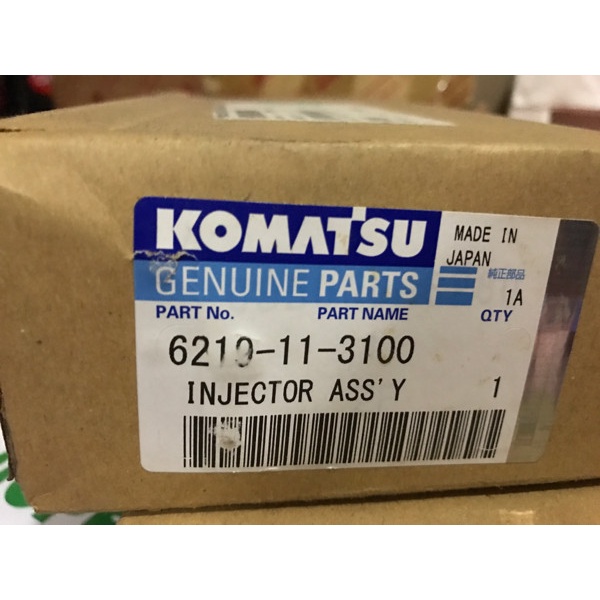 KOMATSU
GENUINE PARTS
MADE IN
JAPAN
純正部品
1A
PART No. PART NAME QTY
6219-11-3100
INJECTOR ASS'Y 1